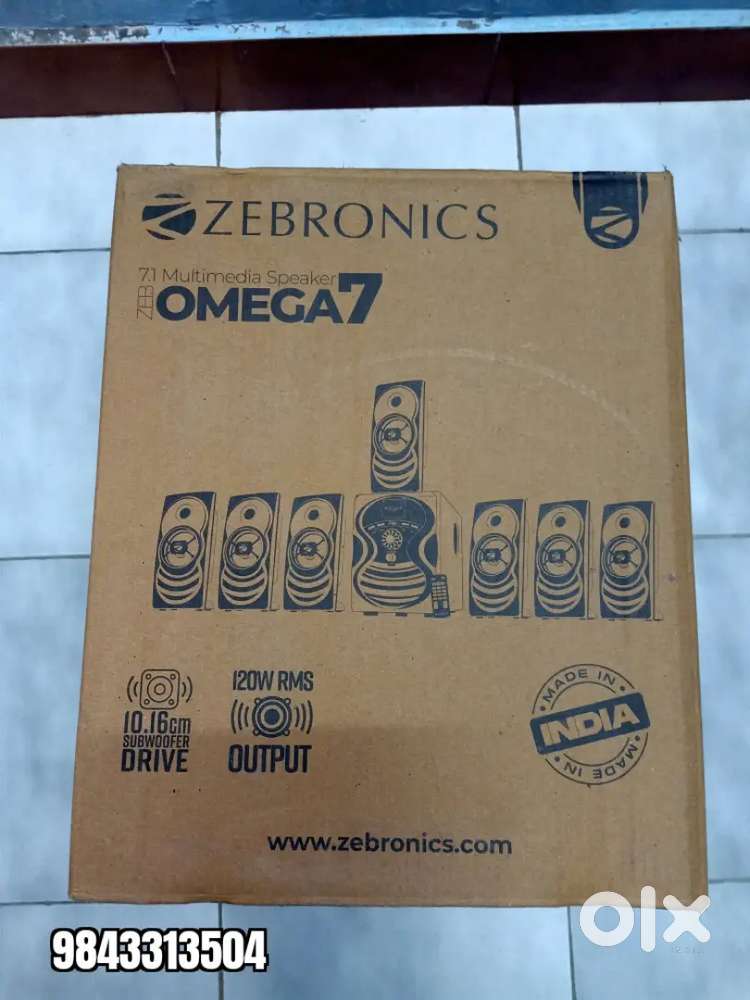 ZEBRONICS
7.1 Multimedia Speaker
ZEB OMEGA7
10.16cm
SUBWOOFER
DRIVE
120W RMS
OUTPUT
MADE IN
INDIA
MADE IN
www.zebronics.com
olx
9843313504